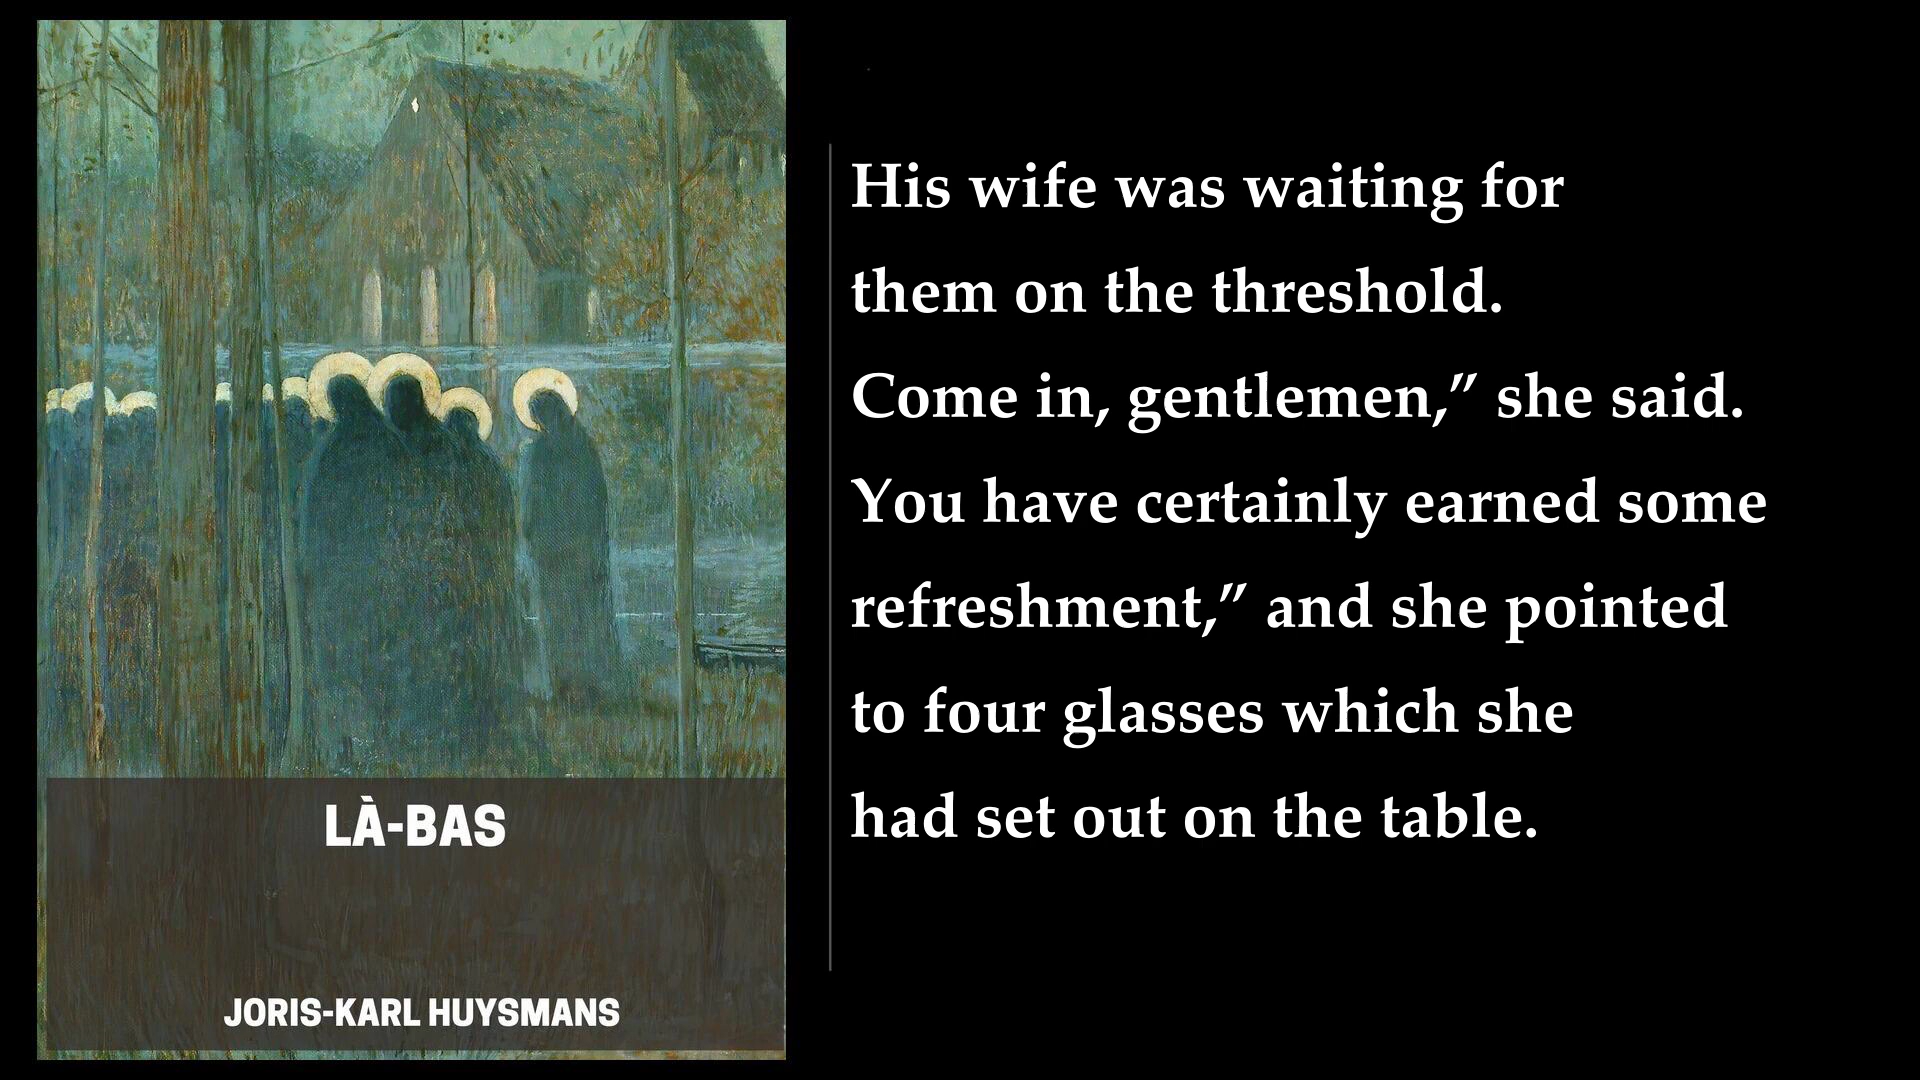 LÀ-BAS
JORIS-KARL HUYSMANS
His wife was waiting for
them on the threshold.
Come in, gentlemen,” she said.
You have certainly earned some
refreshment,” and she pointed
to four glasses which she
had set out on the table.